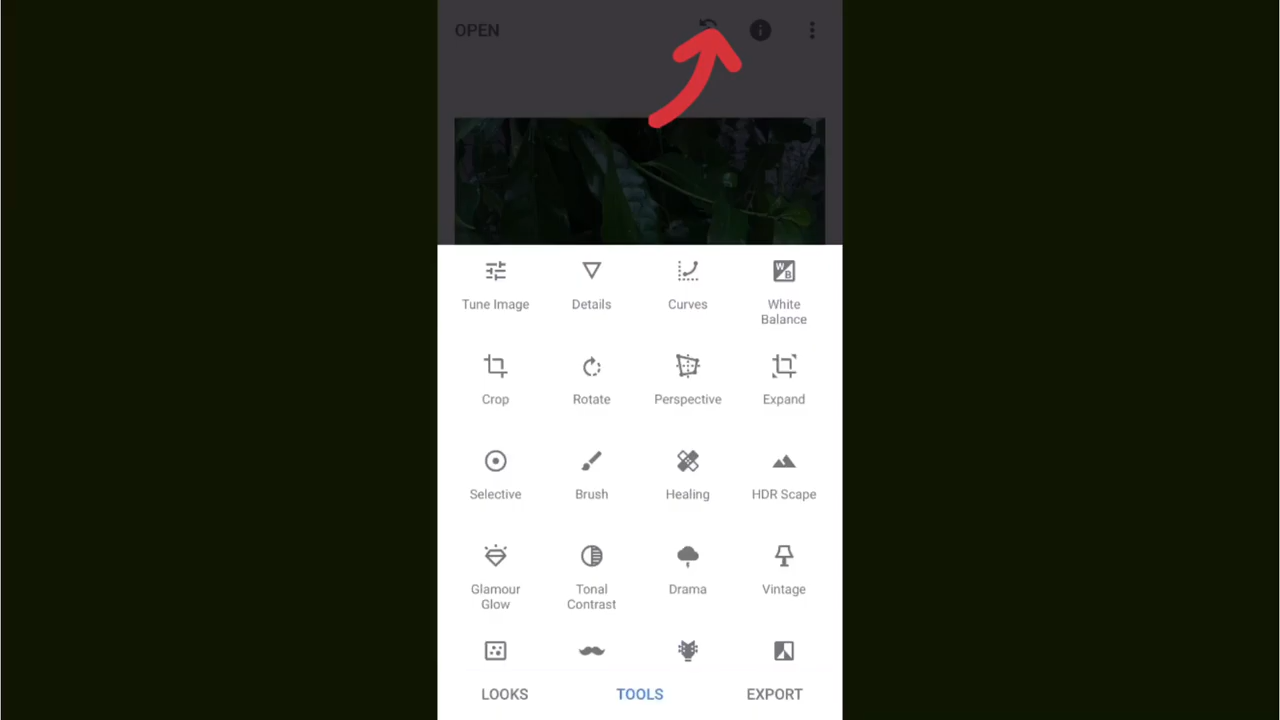 OPEN
Tune Image
Details
Curves
White
Balance
Crop
Rotate
Perspective
Expand
Selective
Brush
Healing
HDR Scape
Glamour
Glow
Tonal
Contrast
Drama
Vintage
LOOKS
TOOLS
EXPORT